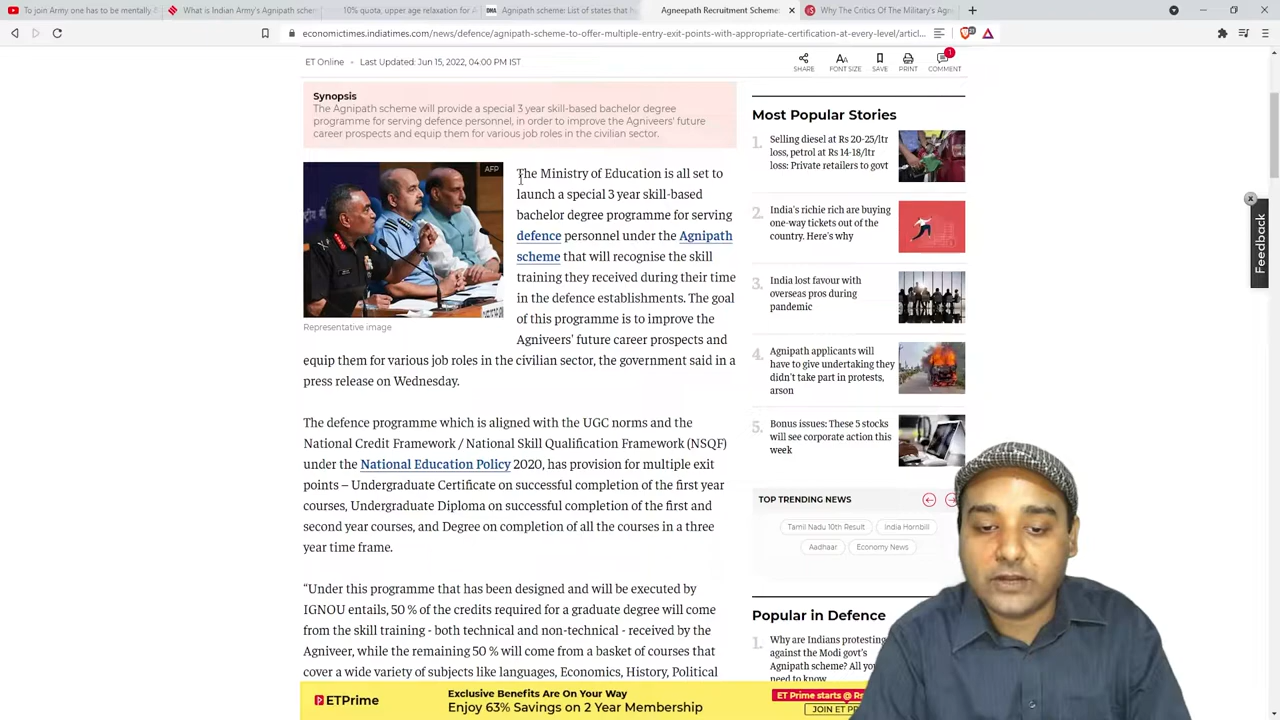 To join army one has to be mentally
What is Indian Army's Agnipath schem
10% quota, upper age relaxation for A
DNA
Agnipath scheme: List of states that h
Agneepath Recruitment Scheme:
Why The Critics Of The Military's Agn
economictimes.indiatimes.com/news/defence/agnipath-scheme-to-offer-multiple-entry-exit-points-with-appropriate-certification-at-every-level/articl...
ET Online • Last Updated: Jun 15, 2022, 04:00 PM IST
SHARE
AA
FONT SIZE
SAVE
PRINT
1
COMMENT
Synopsis
The Agnipath scheme will provide a special 3 year skill-based bachelor degree
programme for serving defence personnel, in order to improve the Agniveers' future
career prospects and equip them for various job roles in the civilian sector.
AFP
Representative image
The Ministry of Education is all set to
launch a special 3 year skill-based
bachelor degree programme for serving
defence personnel under the Agnipath
scheme that will recognise the skill
training they received during their time
in the defence establishments. The goal
of this programme is to improve the
Agniveers' future career prospects and
equip them for various job roles in the civilian sector, the government said in a
press release on Wednesday.
The defence programme which is aligned with the UGC norms and the
National Credit Framework / National Skill Qualification Framework (NSQF)
under the National Education Policy 2020, has provision for multiple exit
points – Undergraduate Certificate on successful completion of the first year
courses, Undergraduate Diploma on successful completion of the first and
second year courses, and Degree on completion of all the courses in a three
year time frame.
“Under this programme that has been designed and will be executed by
IGNOU entails, 50 % of the credits required for a graduate degree will come
from the skill training - both technical and non-technical - received by the
Agniveer, while the remaining 50 % will come from a basket of courses that
cover a wide variety of subjects like languages, Economics, History, Political
Most Popular Stories
1.
Selling diesel at Rs 20-25/ltr
loss, petrol at Rs 14-18/ltr
loss: Private retailers to govt
2.
India's richie rich are buying
one-way tickets out of the
country. Here's why
3.
India lost favour with
overseas pros during
pandemic
4.
Agnipath applicants will
have to give undertaking they
didn't take part in protests,
arson
5.
Bonus issues: These 5 stocks
will see corporate action this
week
TOP TRENDING NEWS
Tamil Nadu 10th Result
India Hornbill
Aadhaar
Economy News
Popular in Defence
1.
Why are Indians protesting
against the Modi govt's
Agnipath scheme? All you
need to know
Feedback
ETPrime
Exclusive Benefits Are On Your Way
Enjoy 63% Savings on 2 Year Membership
ET Prime starts @ Rs
JOIN ET PR